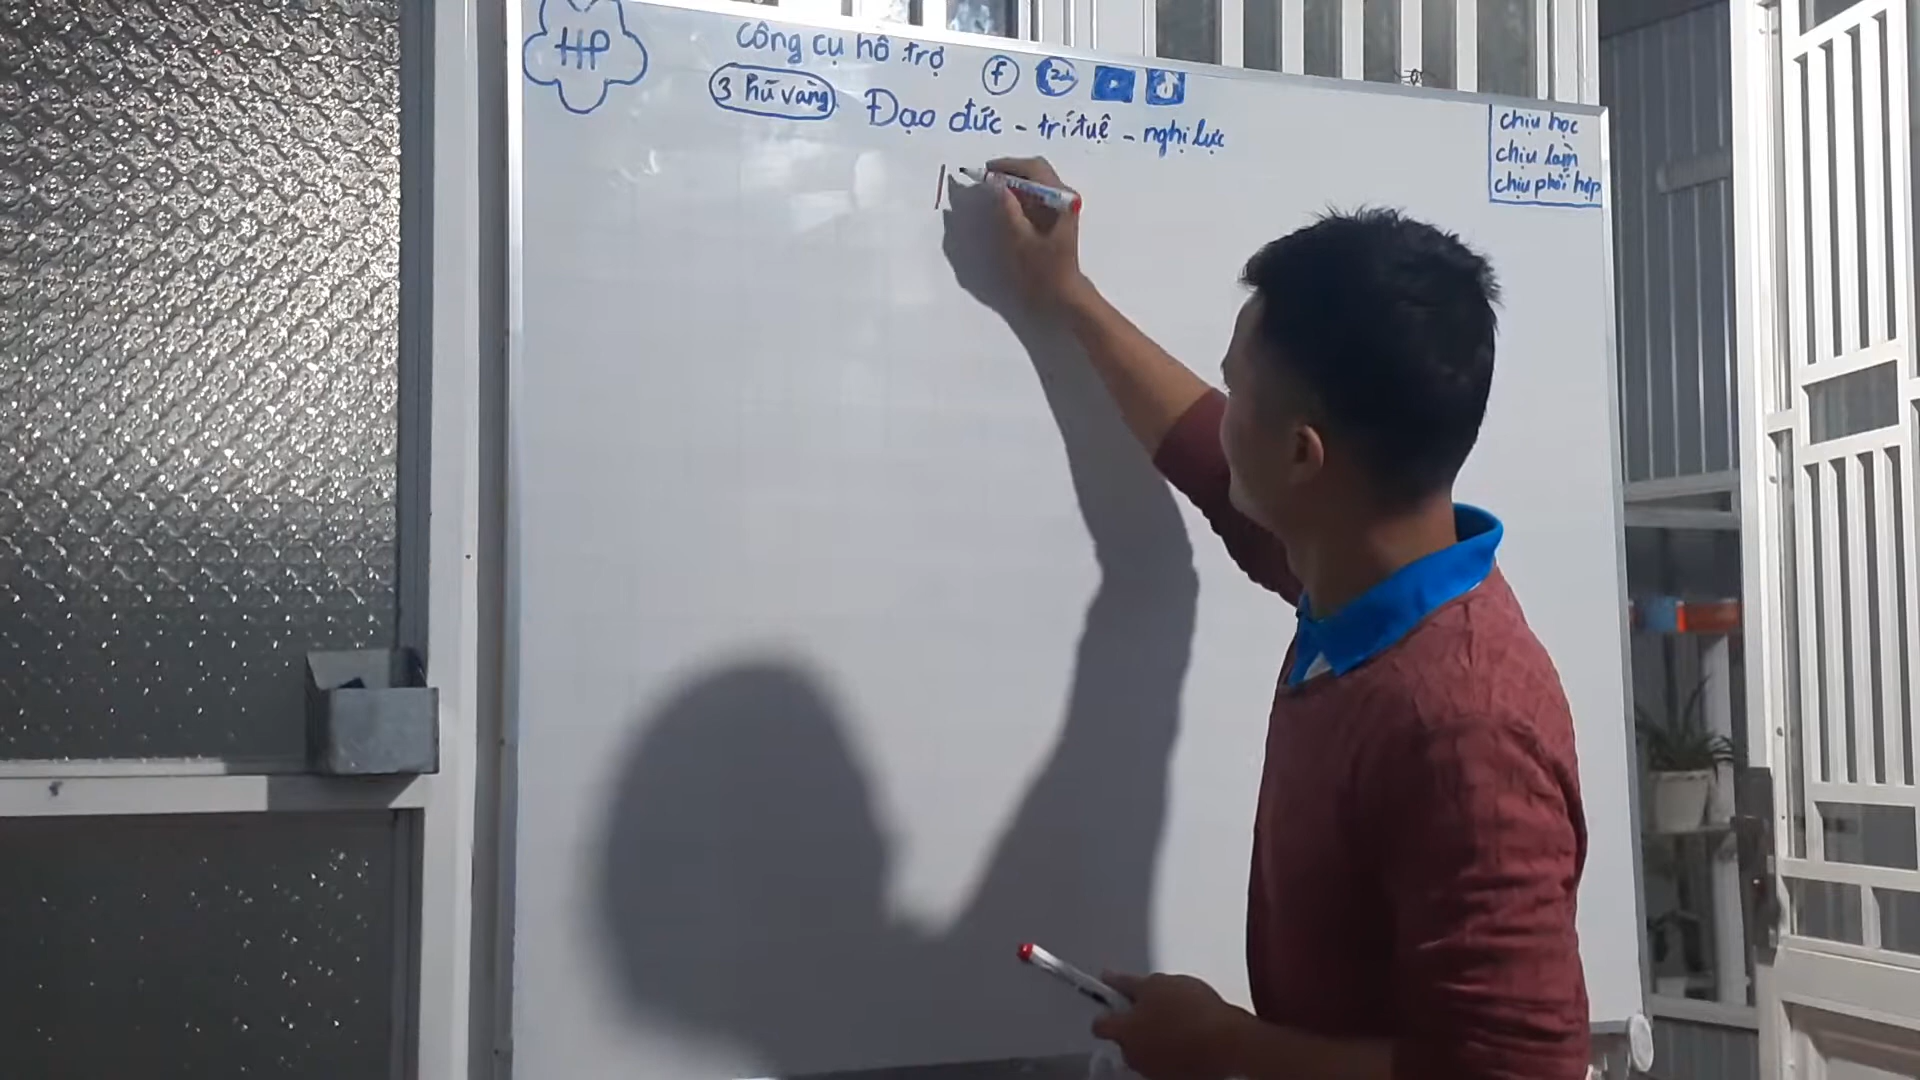 HP
Công cụ hỗ trợ
f
3 hũ vàng
Đạo đức - trí tuệ - nghị lực
chịu học
chịu làm
chịu phối hợp